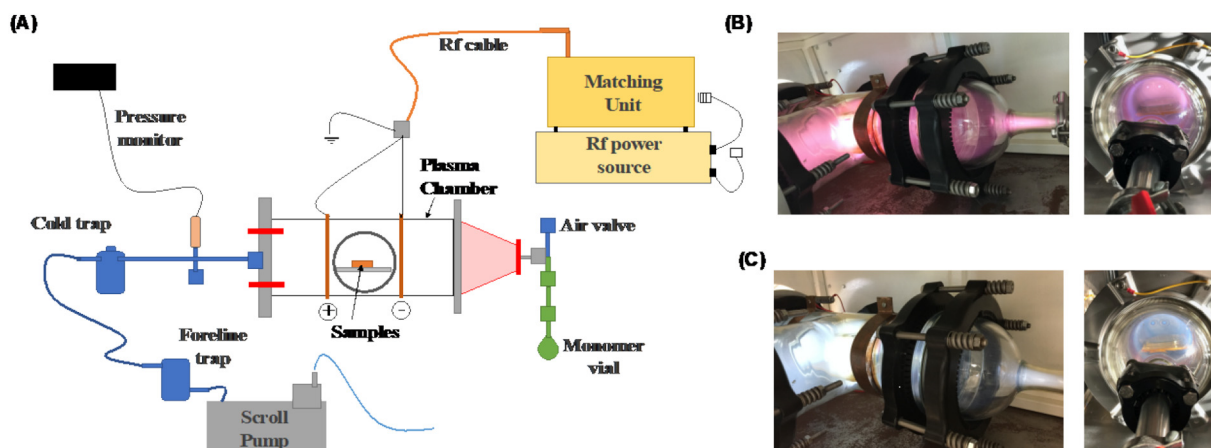 (A)
Rf cable
Matching
Unit
Rf power
source
Pressure
monitor
Plasma
Chamber
Cold trap
Air valve
Samples
+
-
Foreline
trap
Monomer
vial
Scroll
Pump
(B)
(C)